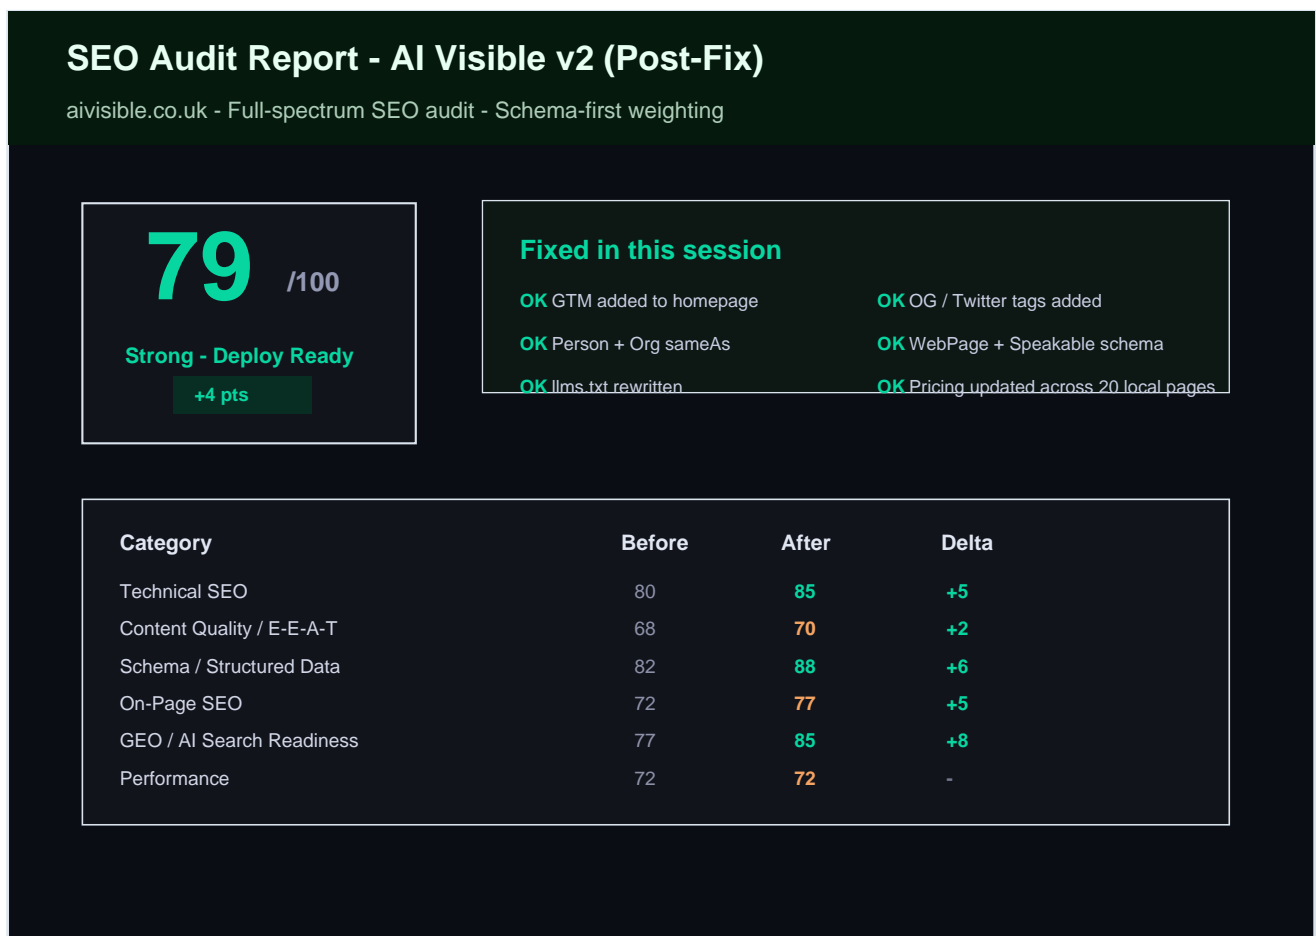 SEO Audit Report - AI Visible v2 (Post-Fix)
aivisible.co.uk - Full-spectrum SEO audit - Schema-first weighting
79 /100
Strong - Deploy Ready
+4 pts
Fixed in this session
OK GTM added to homepage
OK OG / Twitter tags added
OK Person + Org sameAs
OK WebPage + Speakable schema
OK llms.txt rewritten
OK Pricing updated across 20 local pages
Category Before After Delta
Technical SEO 80 85 +5
Content Quality / E-E-A-T 68 70 +2
Schema / Structured Data 82 88 +6
On-Page SEO 72 77 +5
GEO / AI Search Readiness 77 85 +8
Performance 72 72 -